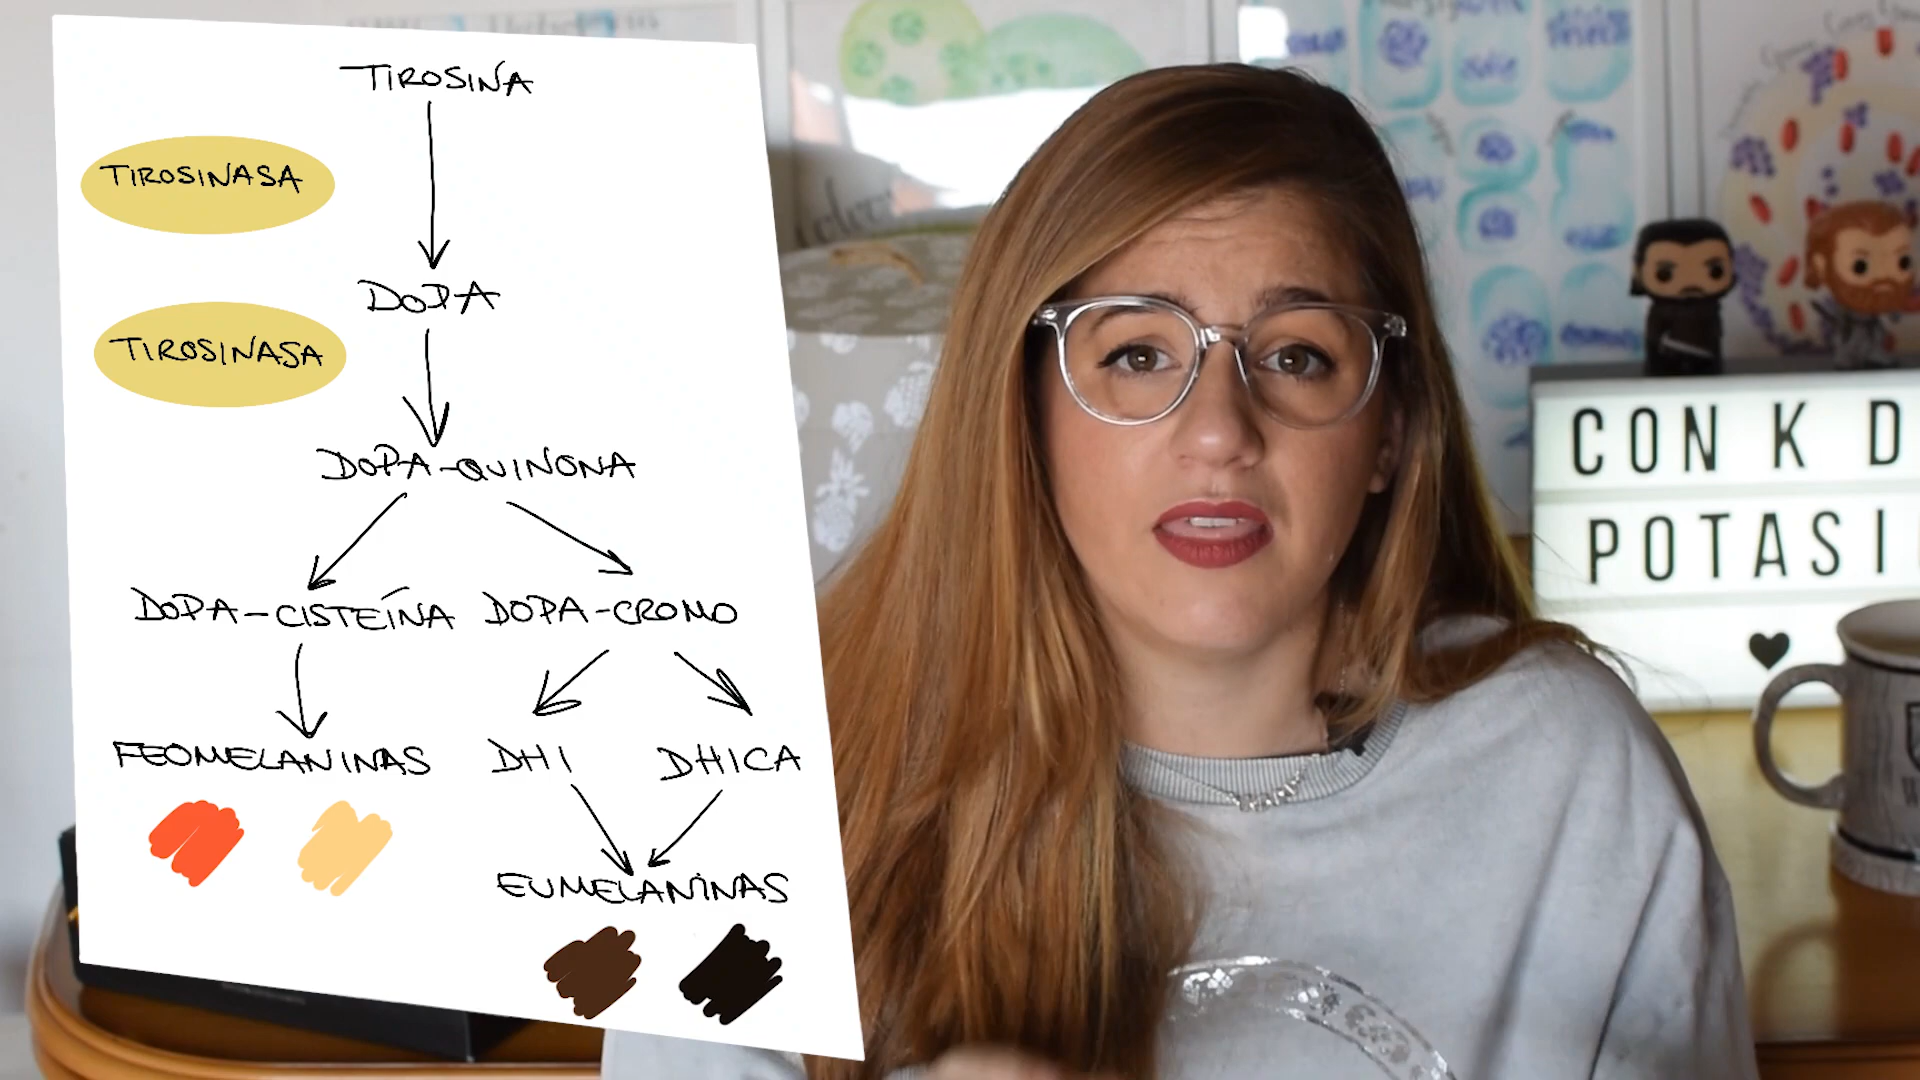 TIROSINA
TIROSINASA
DOPA
TIROSINASA
DOPA-QUINONA
DOPA-CISTEÍNA DOPA-CROMO
FEOMELANINAS DHI DHICA
EUMELANINAS
CON K D
POTASI